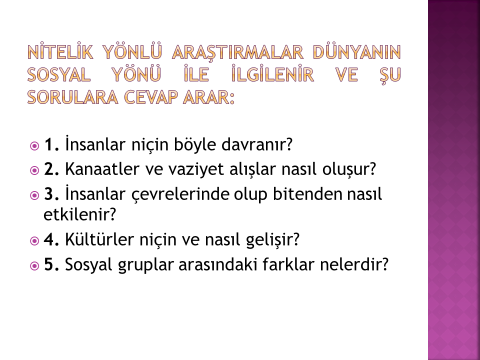 NİTELİK YÖNLÜ ARAŞTIRMALAR DÜNYANIN
SOSYAL YÖNÜ İLE İLGİLENİR VE ŞU
SORULARA CEVAP ARAR:
1. İnsanlar niçin böyle davranır?
2. Kanaatler ve vaziyet alışlar nasıl oluşur?
3. İnsanlar çevrelerinde olup bitenden nasıl
etkilenir?
4. Kültürler niçin ve nasıl gelişir?
5. Sosyal gruplar arasındaki farklar nelerdir?